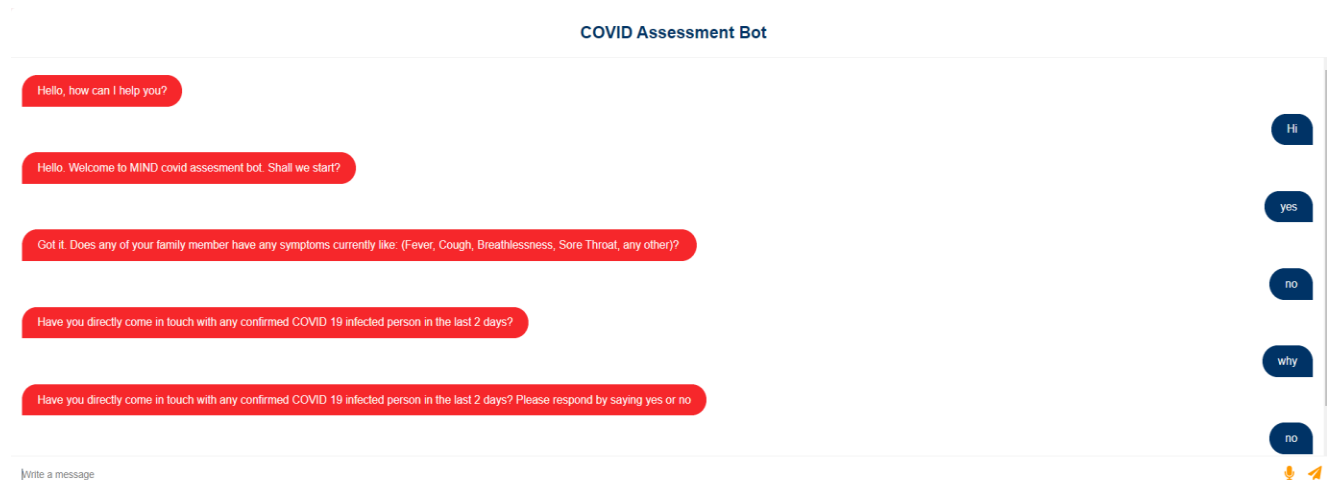 COVID Assessment Bot
Hello, how can I help you?
Hi
Hello. Welcome to MIND covid assesment bot. Shall we start?
yes
Got it. Does any of your family member have any symptoms currently like: (Fever, Cough, Breathlessness, Sore Throat, any other)?
no
Have you directly come in touch with any confirmed COVID 19 infected person in the last 2 days?
why
Have you directly come in touch with any confirmed COVID 19 infected person in the last 2 days? Please respond by saying yes or no
no
Write a message